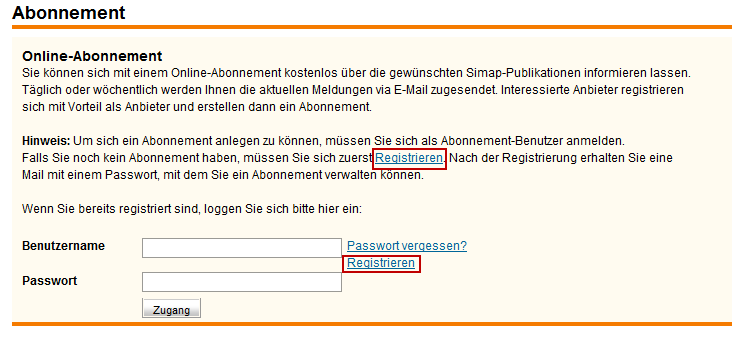 Abonnement
Online-Abonnement
Sie können sich mit einem Online-Abonnement kostenlos über die gewünschten Simap-Publikationen informieren lassen.
Täglich oder wöchentlich werden Ihnen die aktuellen Meldungen via E-Mail zugesendet. Interessierte Anbieter registrieren
sich mit Vorteil als Anbieter und erstellen dann ein Abonnement.
Hinweis: Um sich ein Abonnement anlegen zu können, müssen Sie sich als Abonnement-Benutzer anmelden.
Falls Sie noch kein Abonnement haben, müssen Sie sich zuerst Registrieren. Nach der Registrierung erhalten Sie eine
Mail mit einem Passwort, mit dem Sie ein Abonnement verwalten können.
Wenn Sie bereits registriert sind, loggen Sie sich bitte hier ein:
Benutzername Passwort vergessen?
Registrieren
Passwort
Zugang